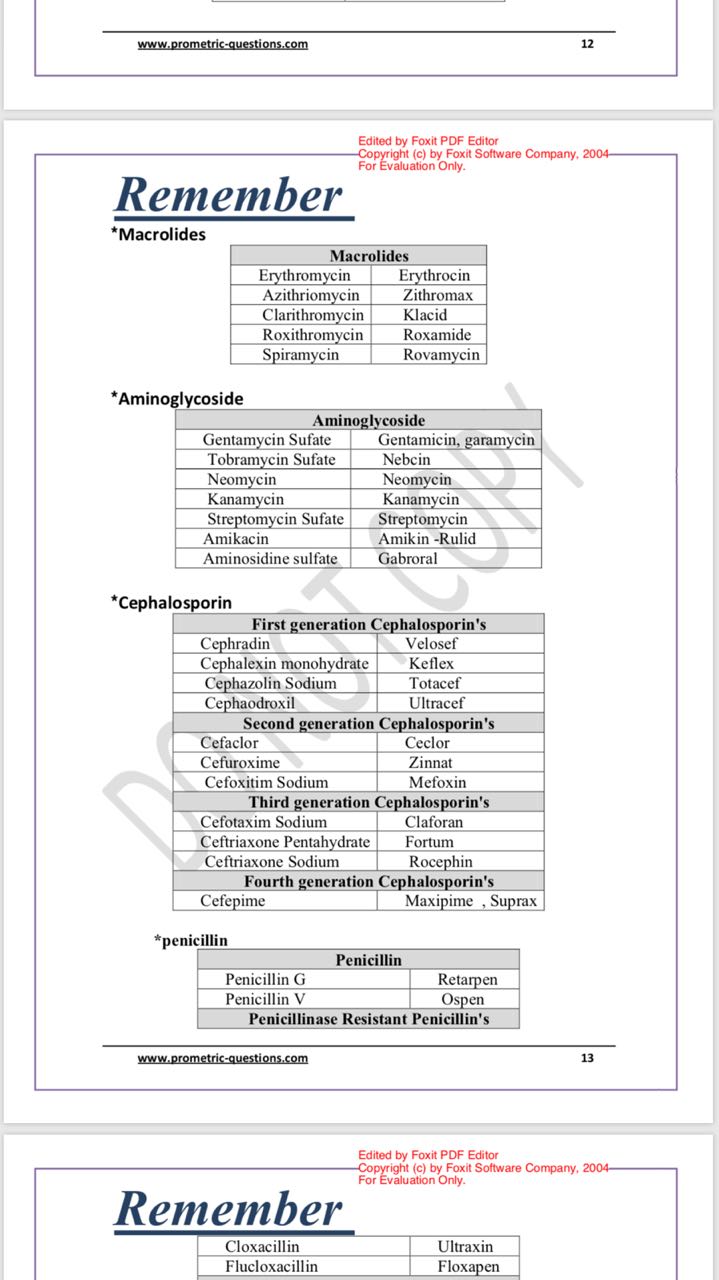 www.prometric-questions.com 12
Edited by Foxit PDF Editor
Copyright (c) by Foxit Software Company, 2004
For Evaluation Only.
Remember
*Macrolides
Macrolides
Erythromycin Erythrocin
Azithriomycin Zithromax
Clarithromycin Klacid
Roxithromycin Roxamide
Spiramycin Rovamycin
*Aminoglycoside
Aminoglycoside
Gentamycin Sufate Gentamicin, garamycin
Tobramycin Sufate Nebcin
Neomycin Neomycin
Kanamycin Kanamycin
Streptomycin Sufate Streptomycin
Amikacin Amikin -Rulid
Aminosidine sulfate Gabroral
*Cephalosporin
First generation Cephalosporin's
Cephradin Velosef
Cephalexin monohydrate Keflex
Cephazolin Sodium Totacef
Cephaodroxil Ultracef
Second generation Cephalosporin's
Cefaclor Ceclor
Cefuroxime Zinnat
Cefoxitim Sodium Mefoxin
Third generation Cephalosporin's
Cefotaxim Sodium Claforan
Ceftriaxone Pentahydrate Fortum
Ceftriaxone Sodium Rocephin
Fourth generation Cephalosporin's
Cefepime Maxipime , Suprax
*penicillin
Penicillin
Penicillin G Retarpen
Penicillin V Ospen
Penicillinase Resistant Penicillin's
DO NOT COPY
www.prometric-questions.com 13
Edited by Foxit PDF Editor
Copyright (c) by Foxit Software Company, 2004
For Evaluation Only.
Remember
Cloxacillin Ultraxin
Flucloxacillin Floxapen